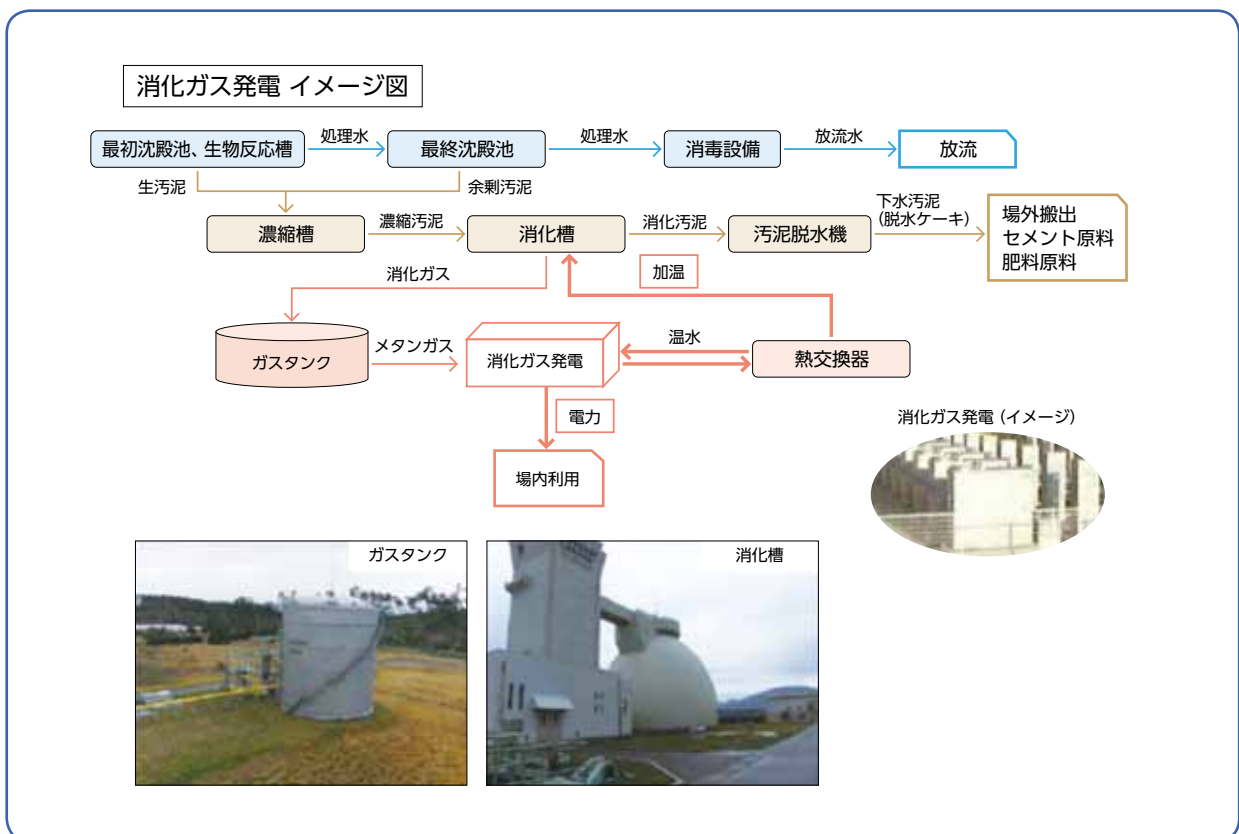 消化ガス発電 イメージ図
最初沈殿池、生物反応槽
処理水
最終沈殿池
処理水
消毒設備
放流水
放流
生汚泥
余剰汚泥
濃縮槽
濃縮汚泥
消化槽
消化汚泥
汚泥脱水機
下水汚泥
(脱水ケーキ)
場外搬出
セメント原料
肥料原料
消化ガス
加温
ガスタンク
メタンガス
消化ガス発電
温水
熱交換器
電力
場内利用
消化ガス発電(イメージ)
ガスタンク
消化槽